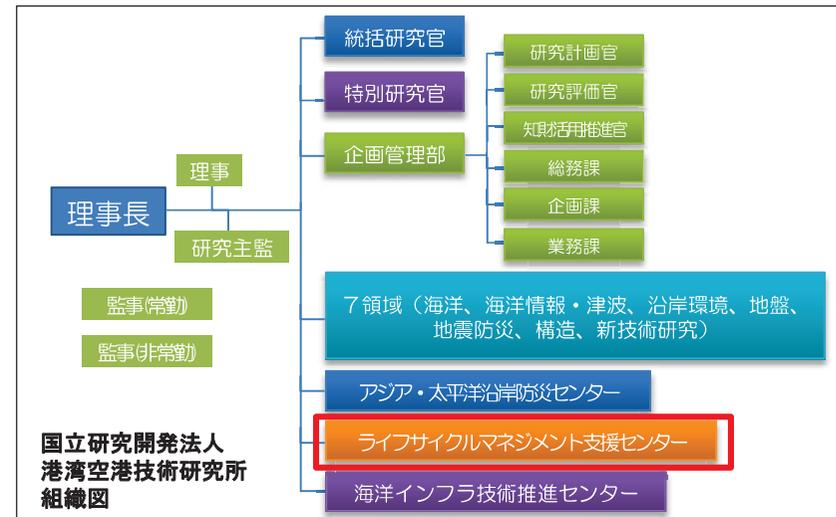 統括研究官
特別研究官
企画管理部
研究計画官
研究評価官
知財活用推進官
総務課
企画課
業務課
理事
理事長
研究主監
監事(常勤)
監事(非常勤)
7領域（海洋、海洋情報・津波、沿岸環境、地盤、
地震防災、構造、新技術研究）
アジア・太平洋沿岸防災センター
ライフサイクルマネジメント支援センター
海洋インフラ技術推進センター
国立研究開発法人
港湾空港技術研究所
組織図